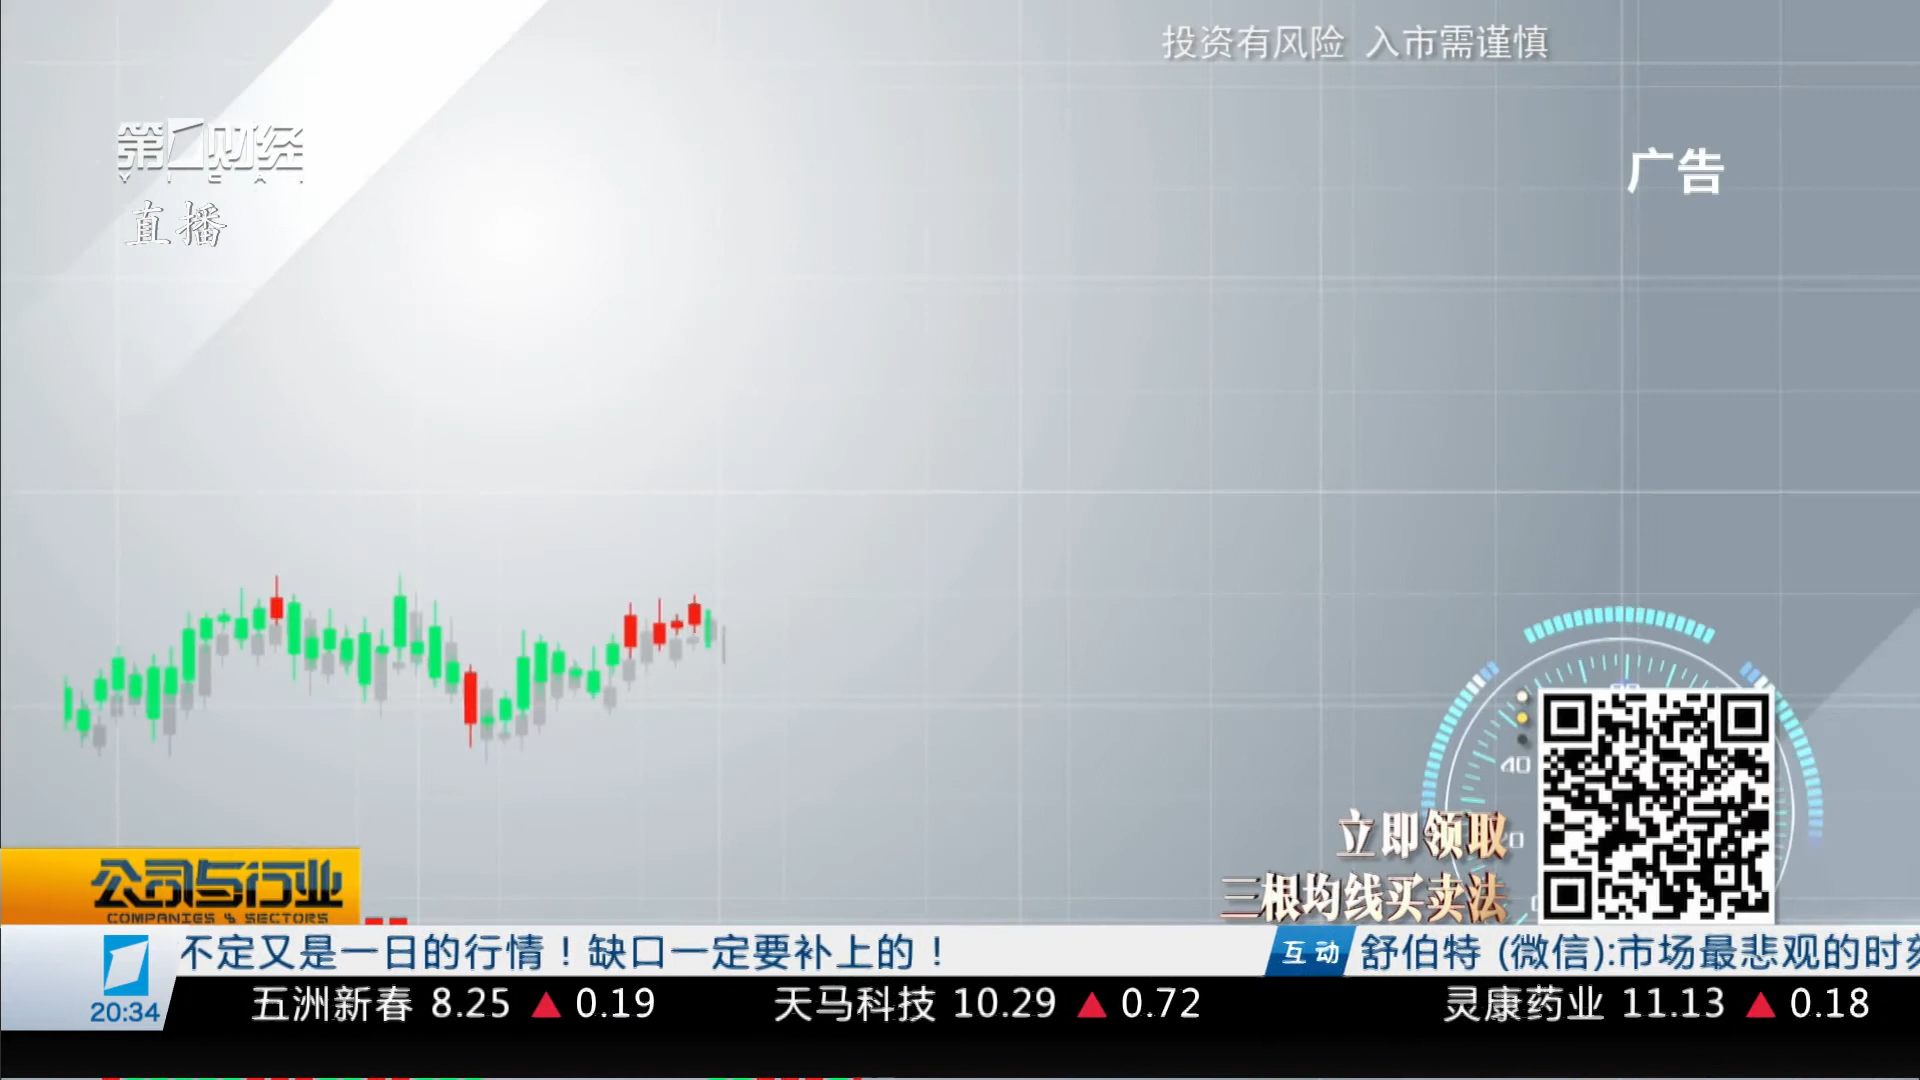 投资有风险 入市需谨慎
第一财经
YICAI
直播
广告
40
立即领取
三根均线买卖法
公司与行业
COMPANIES & SECTORS
不定又是一日的行情！缺口一定要补上的！
互动 舒伯特 (微信):市场最悲观的时刻
20:34
五洲新春 8.25 ▲ 0.19 天马科技 10.29 ▲ 0.72 灵康药业 11.13 ▲ 0.18